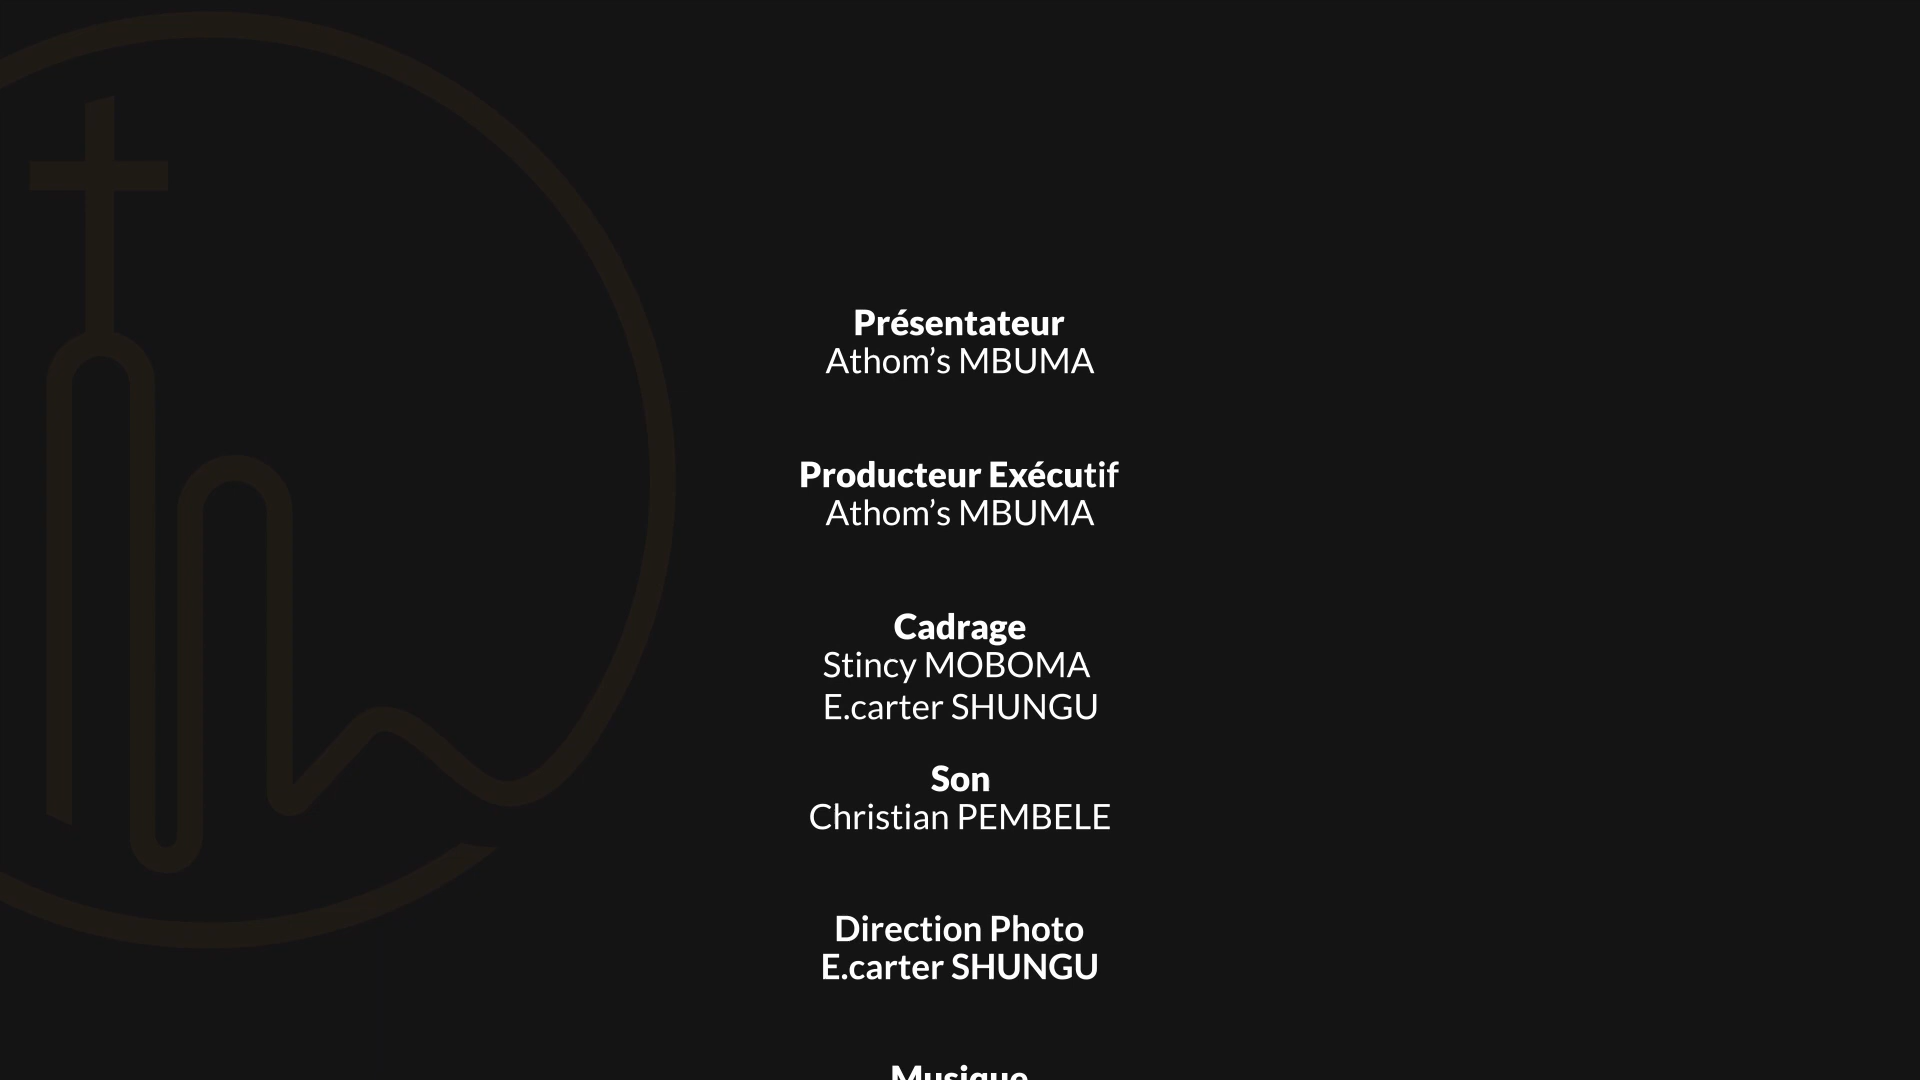 Présentateur
Athom’s MBUMA
Producteur Exécutif
Athom’s MBUMA
Cadrage
Stincy MOBOMA
E.carter SHUNGU
Son
Christian PEMBELE
Direction Photo
E.carter SHUNGU
Musique